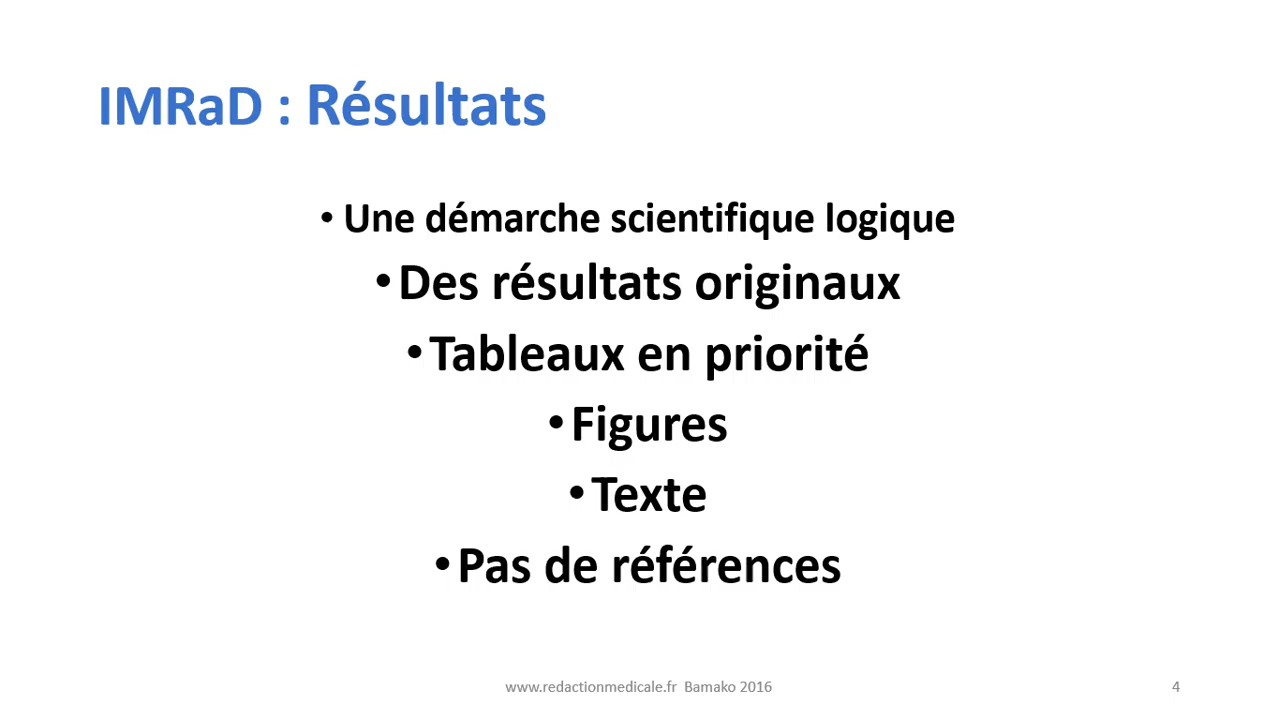 IMRaD : Résultats
• Une démarche scientifique logique
• Des résultats originaux
• Tableaux en priorité
• Figures
• Texte
• Pas de références
www.redactionmedicale.fr Bamako 2016
4